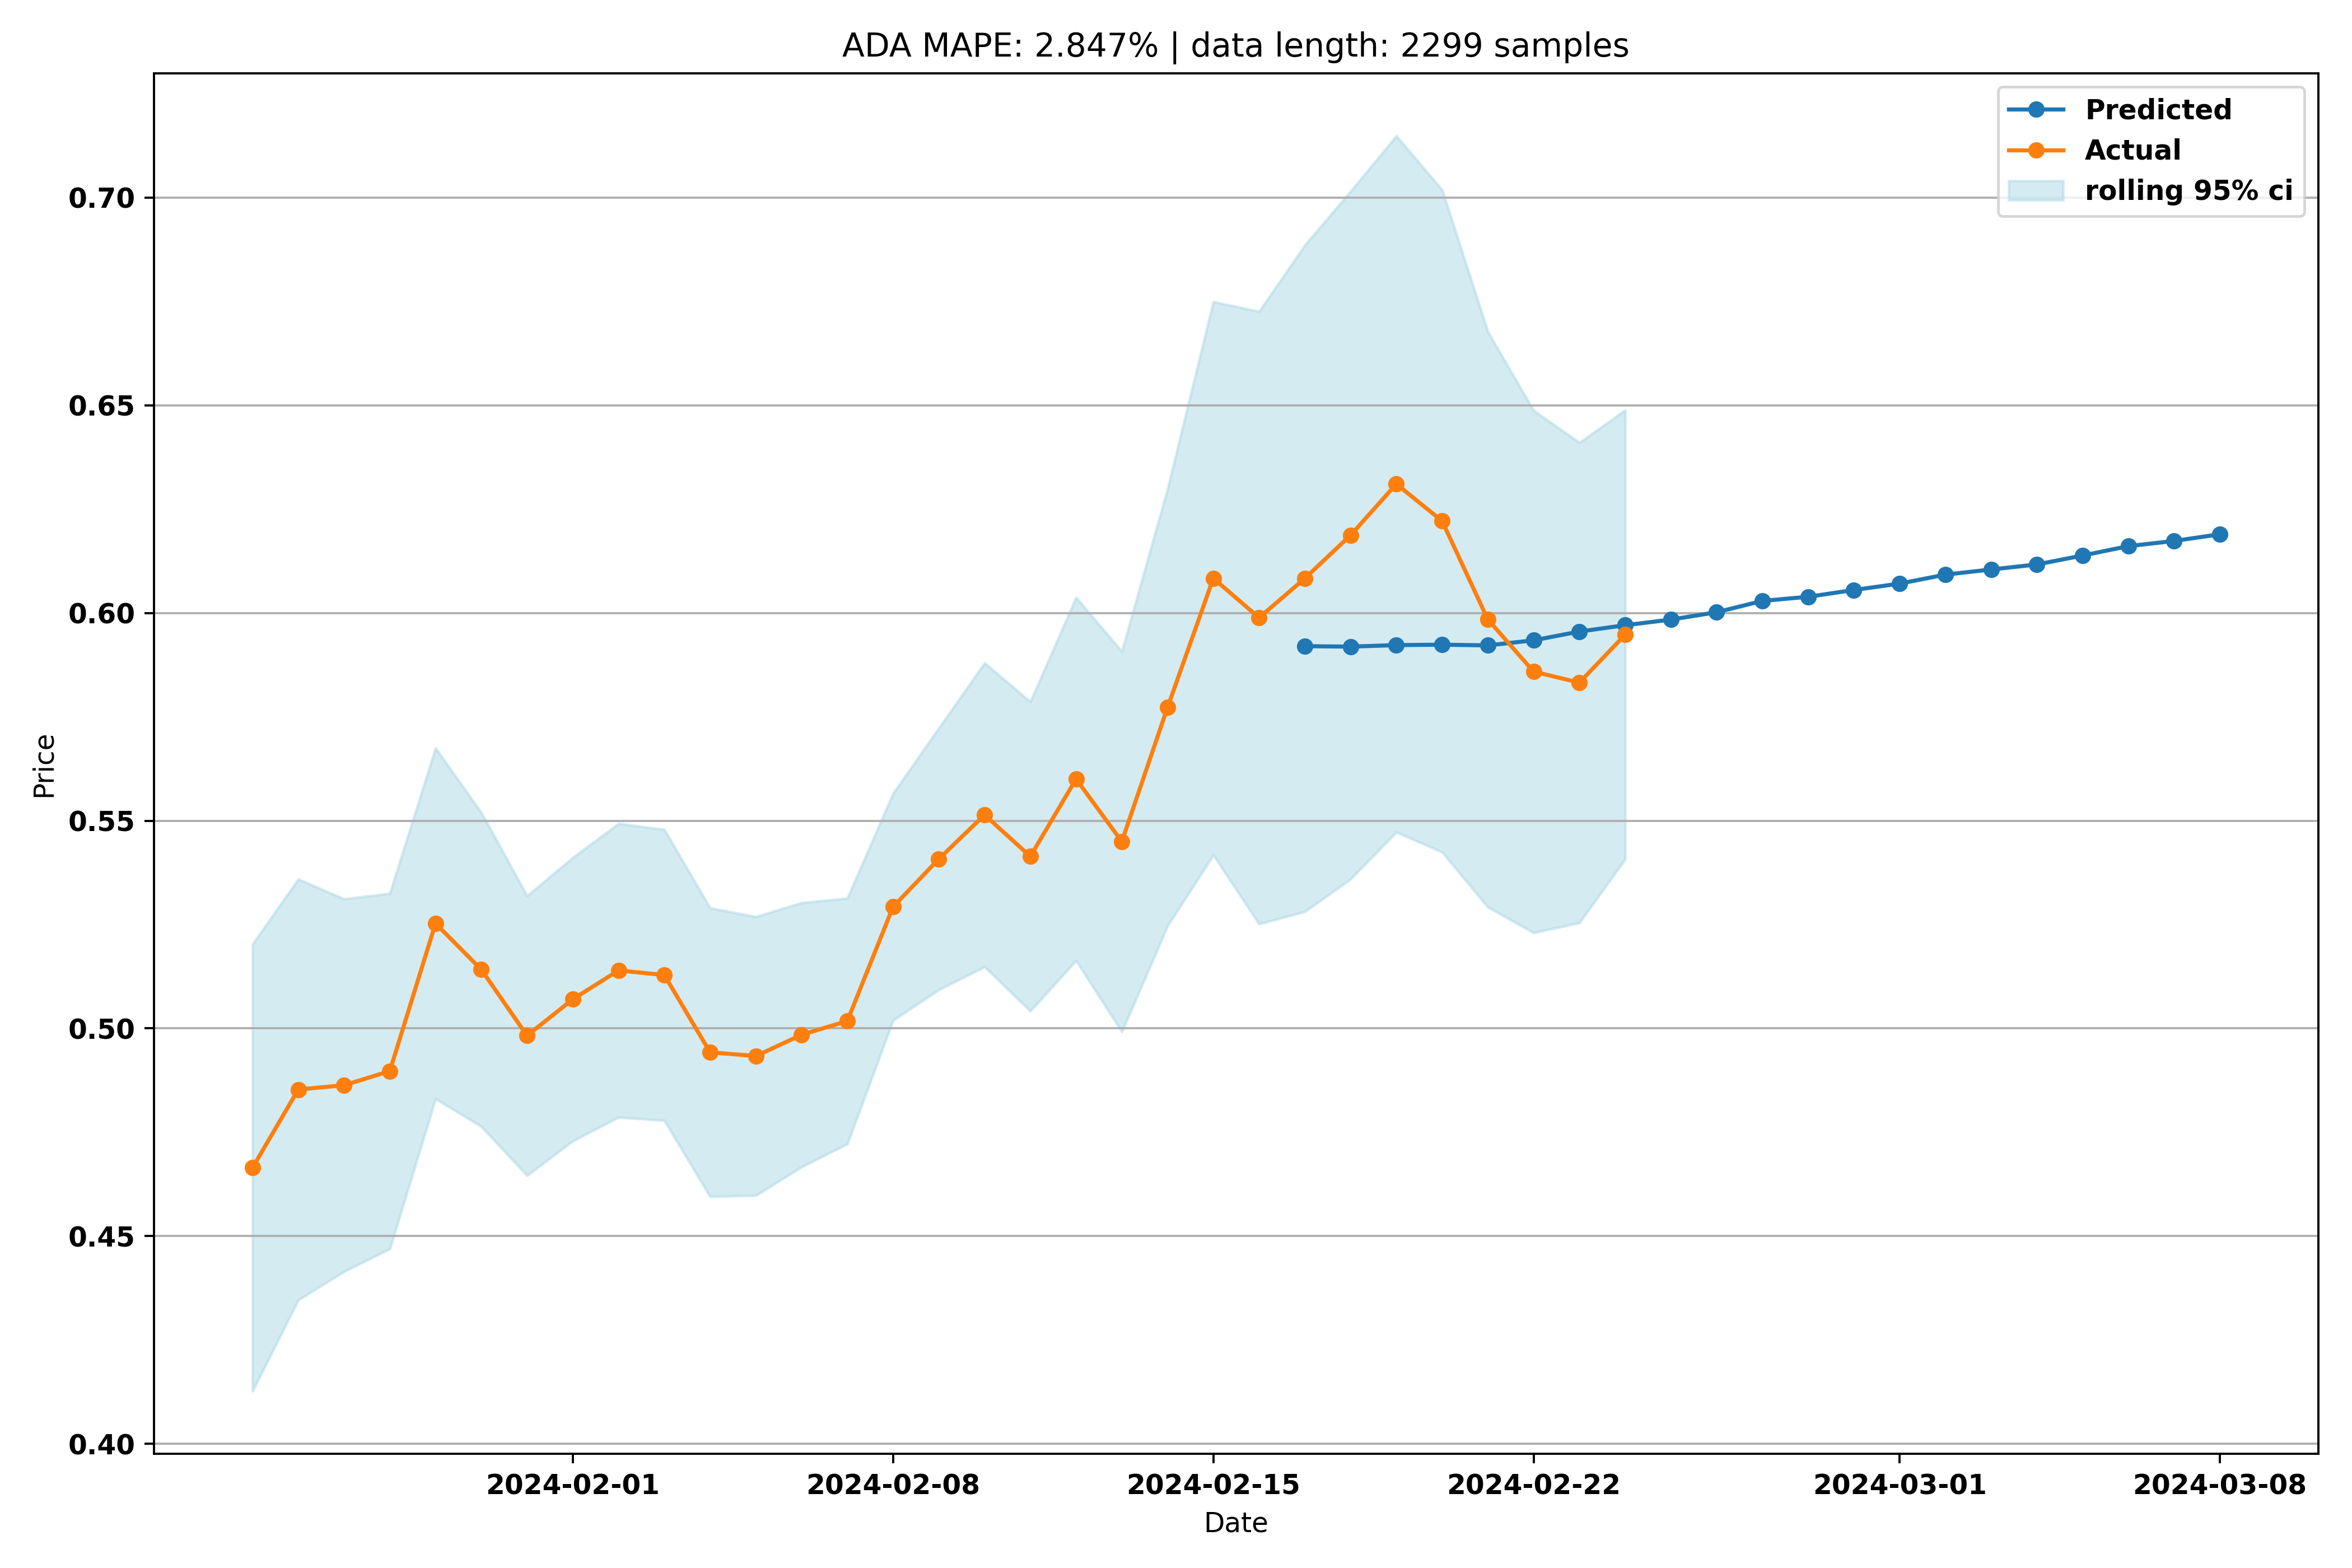 ADA MAPE: 2.847% | data length: 2299 samples
Predicted
Actual
rolling 95% ci
0.70
0.65
0.60
0.55
0.50
0.45
0.40
Price
2024-02-01
2024-02-08
2024-02-15
2024-02-22
2024-03-01
2024-03-08
Date